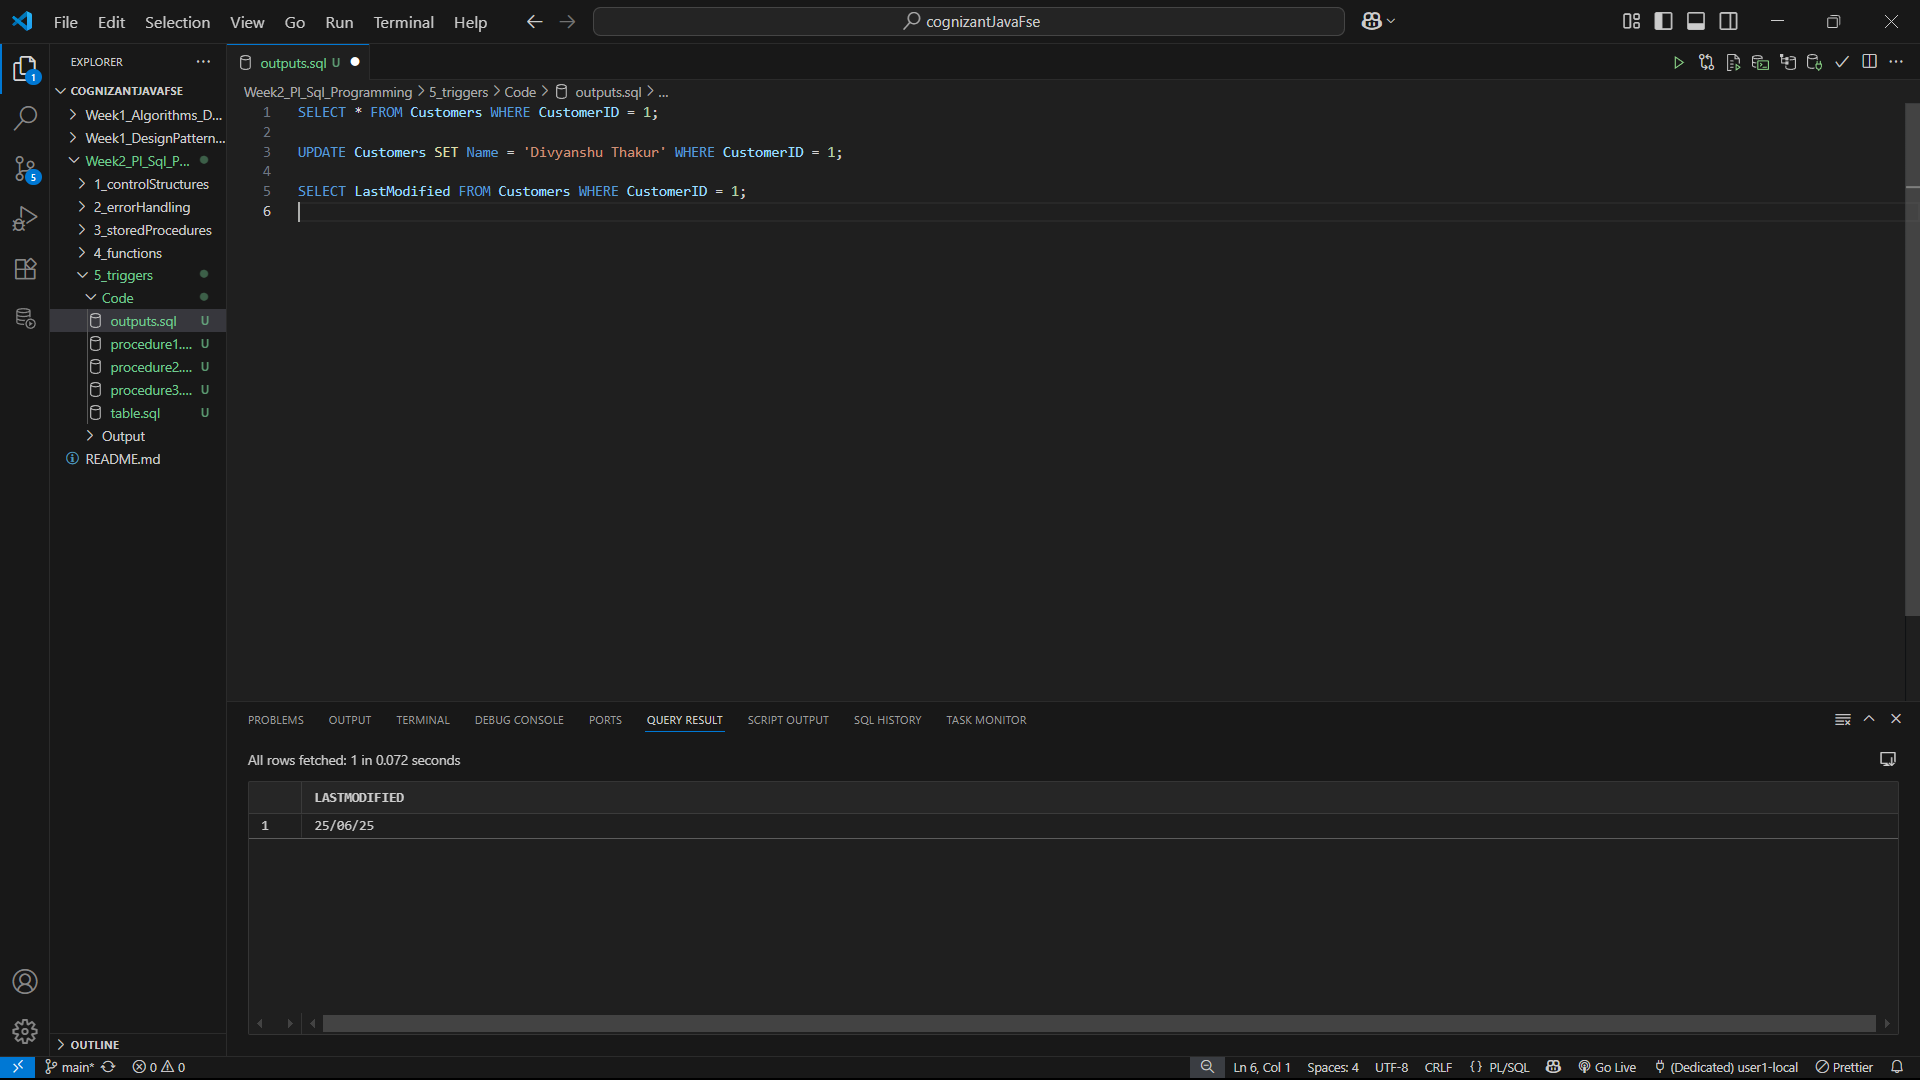 File Edit Selection View Go Run Terminal Help
cognizantJavaFse
EXPLORER
outputs.sql U
COGNIZANTJAVAFSE
Week1_Algorithms_D...
Week1_DesignPattern...
Week2_Pl_Sql_P...
1_controlStructures
2_errorHandling
3_storedProcedures
4_functions
5_triggers
Code
outputs.sql U
procedure1.... U
procedure2.... U
procedure3.... U
table.sql U
Output
README.md
OUTLINE
Week2_Pl_Sql_Programming > 5_triggers > Code > outputs.sql > ...
1 SELECT * FROM Customers WHERE CustomerID = 1;
2
3 UPDATE Customers SET Name = 'Divyanshu Thakur' WHERE CustomerID = 1;
4
5 SELECT LastModified FROM Customers WHERE CustomerID = 1;
6
PROBLEMS OUTPUT TERMINAL DEBUG CONSOLE PORTS QUERY RESULT SCRIPT OUTPUT SQL HISTORY TASK MONITOR
All rows fetched: 1 in 0.072 seconds
LASTMODIFIED
1 25/06/25
1
5
main* 0 0 Ln 6, Col 1 Spaces: 4 UTF-8 CRLF {} PL/SQL Go Live (Dedicated) user1-local Prettier